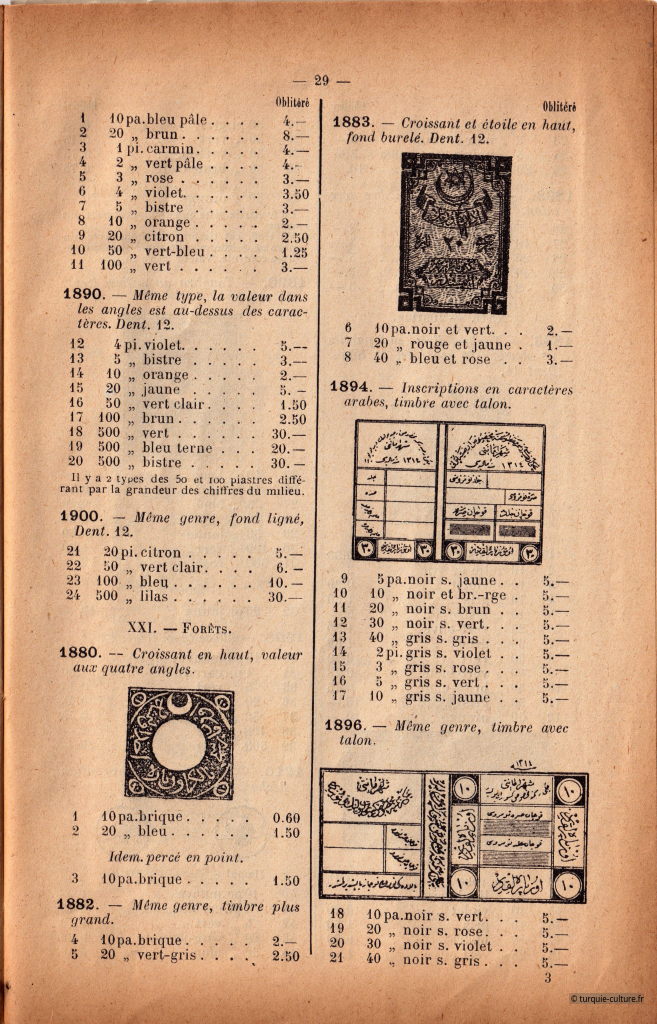 — 29 —
Oblitéré
1 10 pa. bleu pâle . . . . 4.—
2 20 „ brun . . . . . . 8.—
3 1 pi. carmin . . . . . 4.—
4 2 „ vert pâle . . . . 4.-
5 3 „ rose . . . . . . 3.—
6 4 „ violet . . . . . . 3.50
7 5 „ bistre . . . . . 3.—
8 10 „ orange . . . . . 2.—
9 20 „ citron . . . . . 2.50
10 50 „ vert-bleu . . . . 1.25
11 100 „ vert . . . . . . 3.—
1890. — Même type, la valeur dans
les angles est au-dessus des carac-
tères. Dent. 12.
12 4 pi. violet. . . . . . 5.—
13 5 „ bistre . . . . . 3.—
14 10 „ orange . . . . . 2.—
15 20 „ jaune . . . . . 5. -
16 50 „ vert clair. . . . . 1.50
17 100 „ brun . . . . . . 2.50
18 500 „ vert . . . . . . 30.—
19 500 „ bleu terne . . . . 20.—
20 500 „ bistre . . . . . 30.—
Il y a 2 types des 50 et 100 piastres diffé-
rant par la grandeur des chiffres du milieu.
1900. — Même genre, fond ligné,
Dent. 12.
21 20 pi. citron . . . . . 5.—
22 50 „ vert clair. . . . . 6. —
23 100 „ bleu . . . . . . 10.—
24 500 „ lilas . . . . . . 30.—
XXI. — FORÊTS.
1880. -- Croissant en haut, valeur
aux quatre angles.
1 10 pa. brique . . . . . 0.60
2 20 „ bleu . . . . . . 1.50
Idem. percé en point.
3 10 pa. brique . . . . . 1.50
1882. — Même genre, timbre plus
grand.
4 10 pa. brique . . . . . 2.—
5 20 „ vert-gris . . . . . 2.50
Oblitéré
1883. — Croissant et étoile en haut,
fond burelé. Dent. 12.
٢٠
6 10 pa. noir et vert. . . 2.—
7 20 „ rouge et jaune . 1.—
8 40 „ bleu et rose . . 3.—
1894. — Inscriptions en caractères
arabes, timbre avec talon.
١٣١٤ ١٣١٤
٣٠ ٣٠ ٣٠ ٣٠
9 5 pa. noir s. jaune . . 5.—
10 10 „ noir et br.-rge . 5.—
11 20 „ noir s. brun . . 5.—
12 30 „ noir s. vert. . . 5.—
13 40 „ gris s. gris . . . 5.—
14 2 pi. gris s. violet . . 5.—
15 3 „ gris s. rose . . . 5.—
16 5 „ gris s. vert . . . 5.—
17 10 „ gris s. jaune . . 5.—
1896. — Même genre, timbre avec
talon.
١٠ ١٠
١٠ ١٠
18 10 pa. noir s. vert. . . 5.—
19 20 „ noir s. rose. . . 5.—
20 30 „ noir s. violet . . 5.—
21 40 „ noir s. gris . . . 5.—
3
© turquie-culture.fr